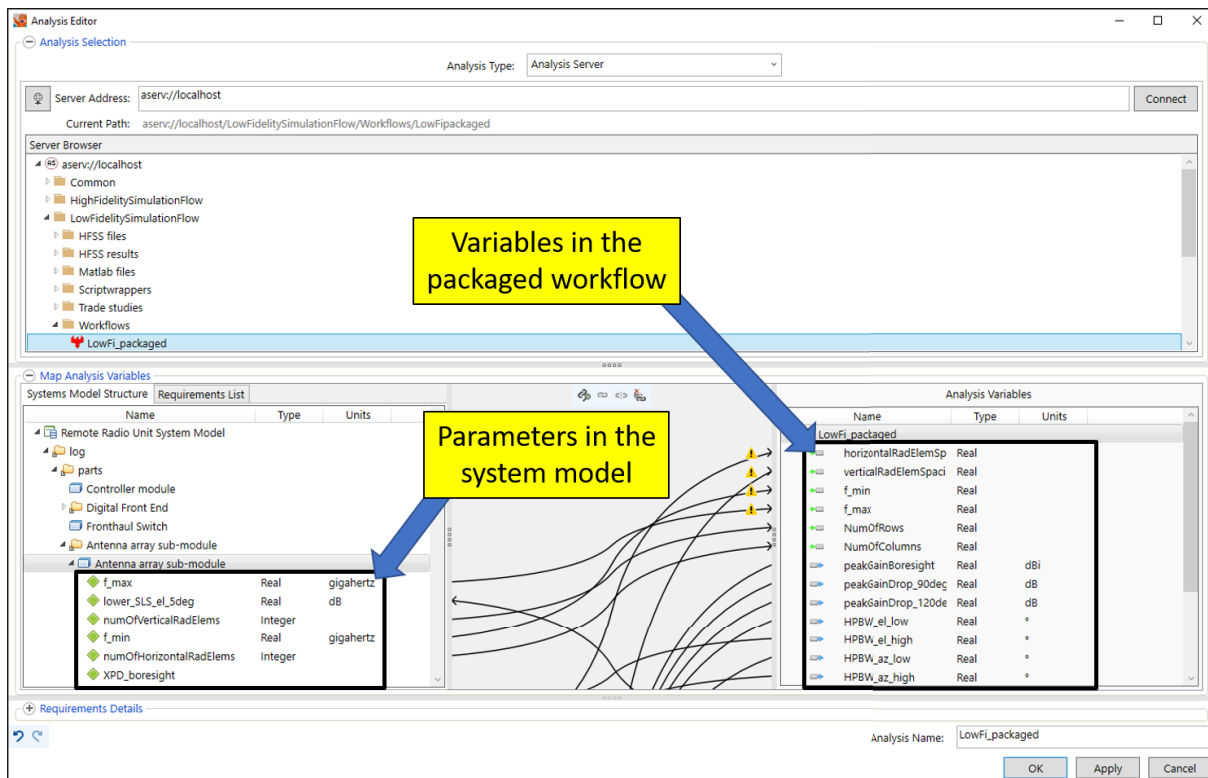 Analysis Editor
Analysis Selection
Analysis Type: Analysis Server
Server Address: aserv://localhost Connect
Current Path: aserv://localhost/LowFidelitySimulationFlow/Workflows/LowFipackaged
Server Browser
AS aserv://localhost
Common
HighFidelitySimulationFlow
LowFidelitySimulationFlow
HFSS files
HFSS results
Matlab files
Scriptwrappers
Trade studies
Workflows
LowFi_packaged
Variables in the
packaged workflow
Map Analysis Variables
Systems Model Structure Requirements List
Name Type Units
Remote Radio Unit System Model
log
parts
Controller module
Digital Front End
Fronthaul Switch
Antenna array sub-module
Antenna array sub-module
f_max Real gigahertz
lower_SLS_el_5deg Real dB
numOfVerticalRadElems Integer
f_min Real gigahertz
numOfHorizontalRadElems Integer
XPD_boresight
Parameters in the
system model
Analysis Variables
Name Type Units
LowFi_packaged
horizontalRadElemSp Real
verticalRadElemSpaci Real
f_min Real
f_max Real
NumOfRows Real
NumOfColumns Real
peakGainBoresight Real dBi
peakGainDrop_90deg Real dB
peakGainDrop_120de Real dB
HPBW_el_low Real °
HPBW_el_high Real °
HPBW_az_low Real °
HPBW_az_high Real °
Requirements Details
Analysis Name: LowFi_packaged
OK Apply Cancel